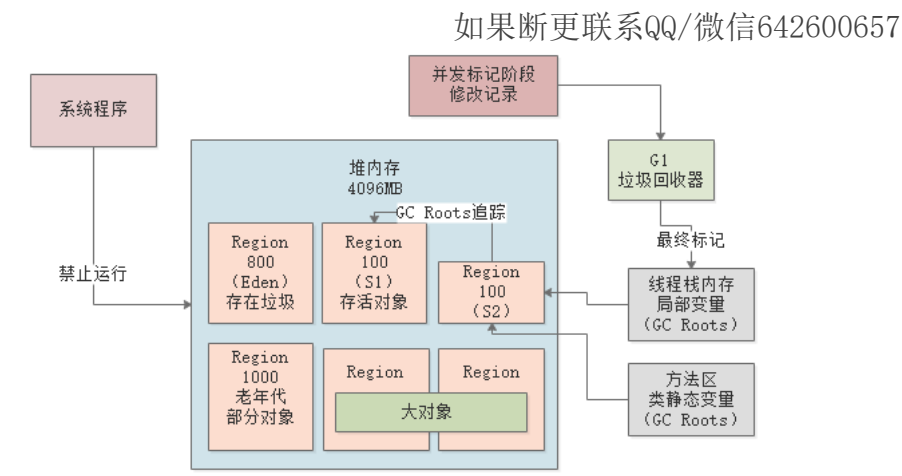 如果断更联系QQ/微信642600657
并发标记阶段
修改记录
系统程序
G1
垃圾回收器
堆内存
4096MB
GC Roots追踪
最终标记
禁止运行
Region
800
(Eden)
存在垃圾
Region
100
(S1)
存活对象
Region
100
(S2)
线程栈内存
局部变量
(GC Roots)
Region
1000
老年代
部分对象
Region
Region
大对象
方法区
类静态变量
(GC Roots)